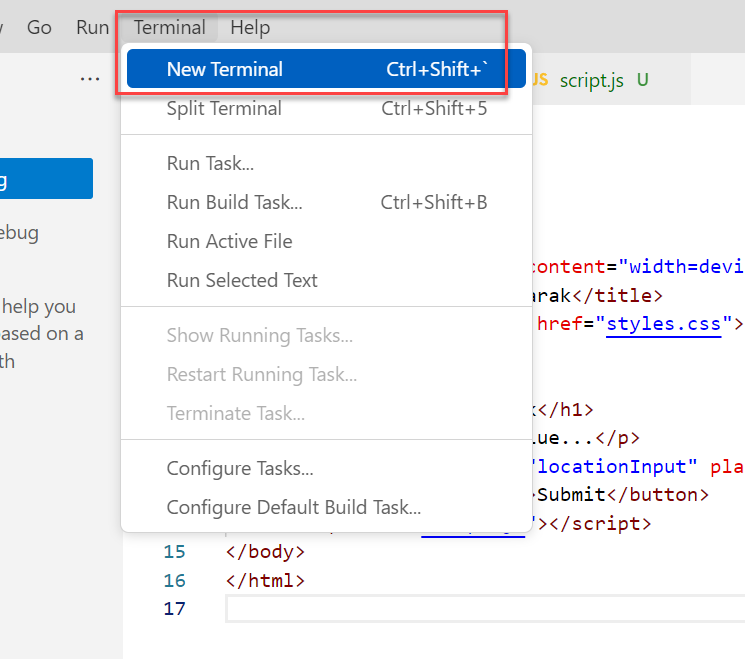 Go Run Terminal Help
...
New Terminal Ctrl+Shift+`
JS script.js U
Split Terminal Ctrl+Shift+5
Run Task...
g
Run Build Task... Ctrl+Shift+B
ebug
Run Active File
content="width=devi
Run Selected Text
arak</title>
help you
href="styles.css">
ased on a
Show Running Tasks...
th
Restart Running Task...
k</h1>
Terminate Task...
lue...</p>
"locationInput" pla
Configure Tasks...
>Submit</button>
Configure Default Build Task...
"></script>
15 </body>
16 </html>
17